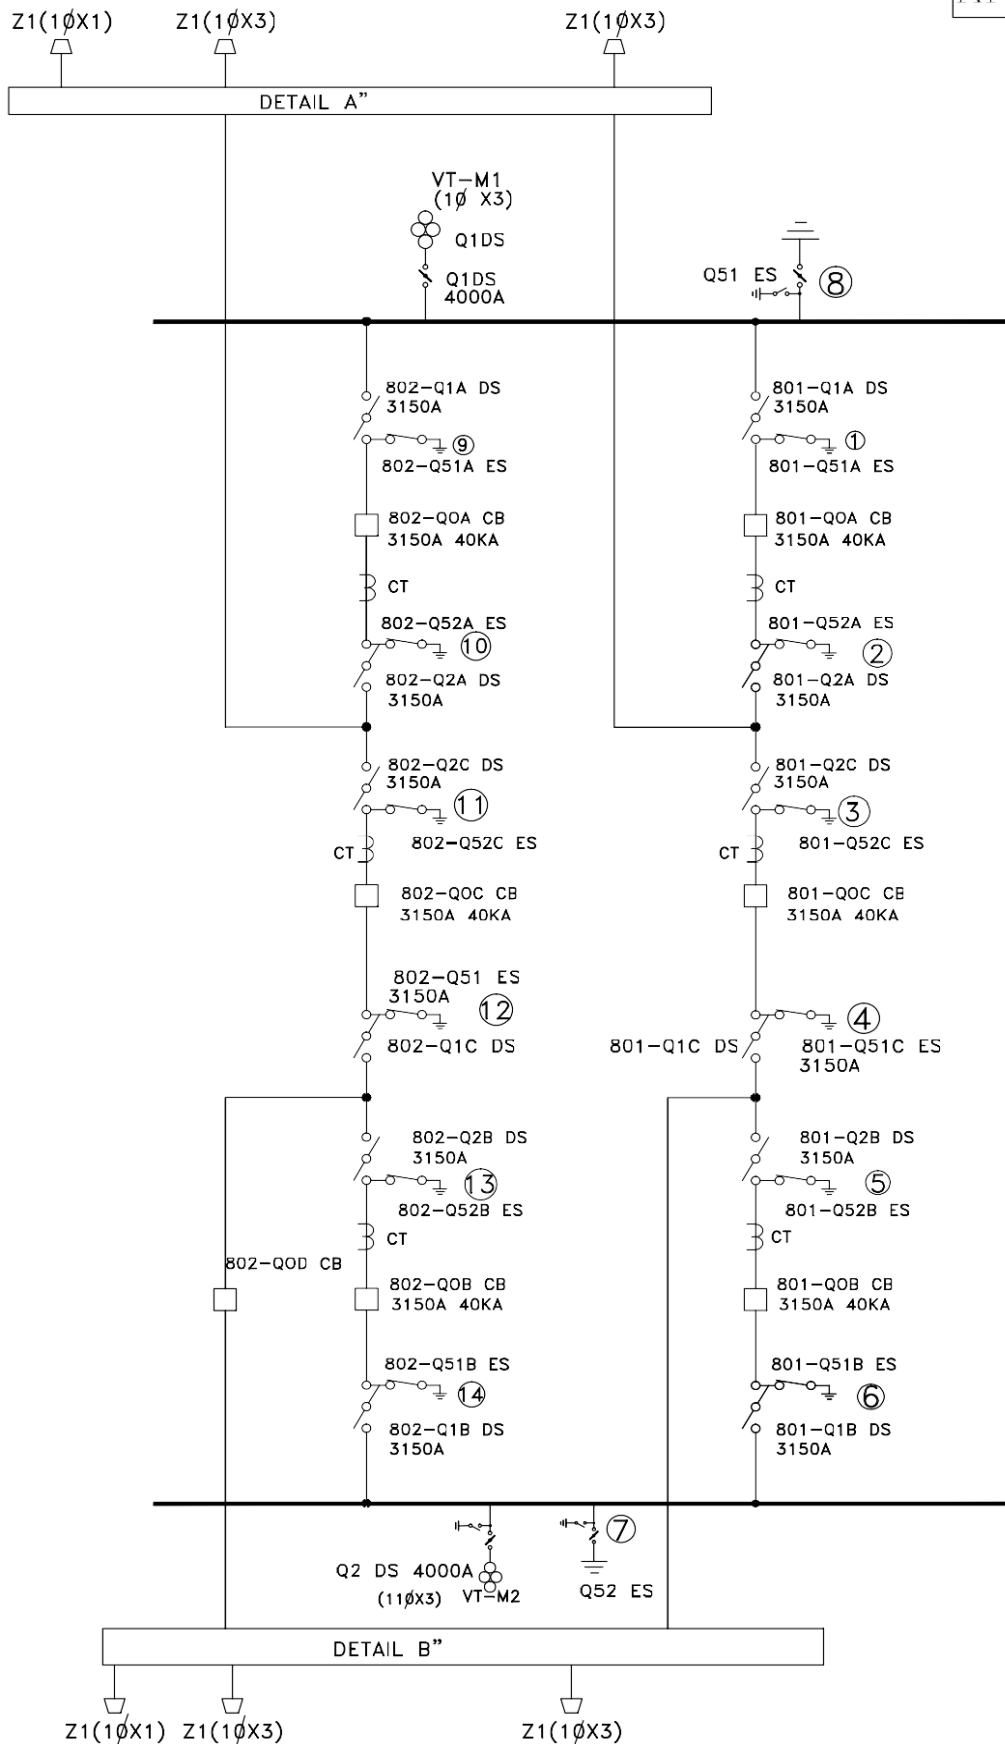 Z1(1ØX1) Z1(1ØX3) Z1(1ØX3)
DETAIL A”
VT-M1
(1Ø X3)
Q1DS
Q1DS
4000A
Q51 ES 8
802-Q1A DS
3150A
9
802-Q51A ES
802-QOA CB
3150A 40KA
CT
802-Q52A ES
10
802-Q2A DS
3150A
801-Q1A DS
3150A
1
801-Q51A ES
801-QOA CB
3150A 40KA
CT
801-Q52A ES
2
801-Q2A DS
3150A
802-Q2C DS
3150A
11
802-Q52C ES
CT
802-QOC CB
3150A 40KA
802-Q51 ES
3150A
12
802-Q1C DS
801-Q2C DS
3150A
3
801-Q52C ES
CT
801-QOC CB
3150A 40KA
4
801-Q1C DS
801-Q51C ES
3150A
802-Q2B DS
3150A
13
802-Q52B ES
CT
802-QOD CB
802-QOB CB
3150A 40KA
802-Q51B ES
14
802-Q1B DS
3150A
801-Q2B DS
3150A
5
801-Q52B ES
CT
801-QOB CB
3150A 40KA
801-Q51B ES
6
801-Q1B DS
3150A
7
Q2 DS 4000A
(11ØX3) VT-M2
Q52 ES
DETAIL B”
Z1(1ØX1) Z1(1ØX3) Z1(1ØX3)